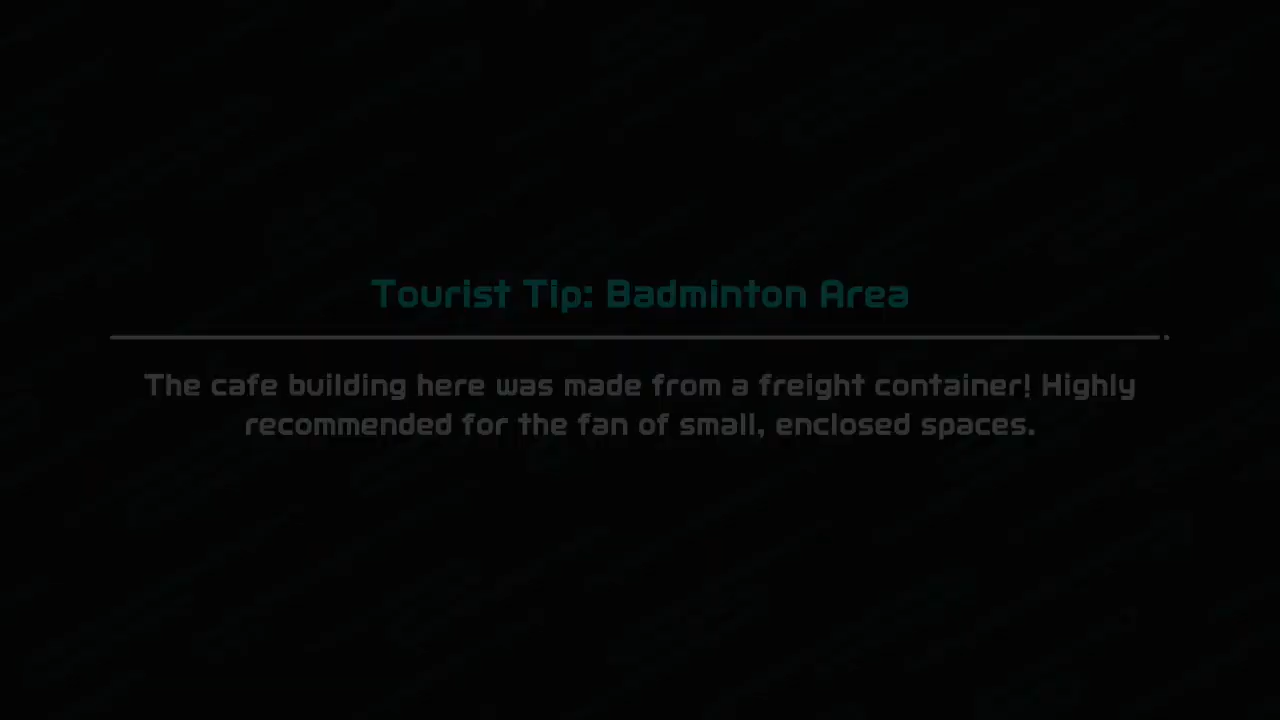 Tourist Tip: Badminton Area
The cafe building here was made from a freight container! Highly
recommended for the fan of small, enclosed spaces.